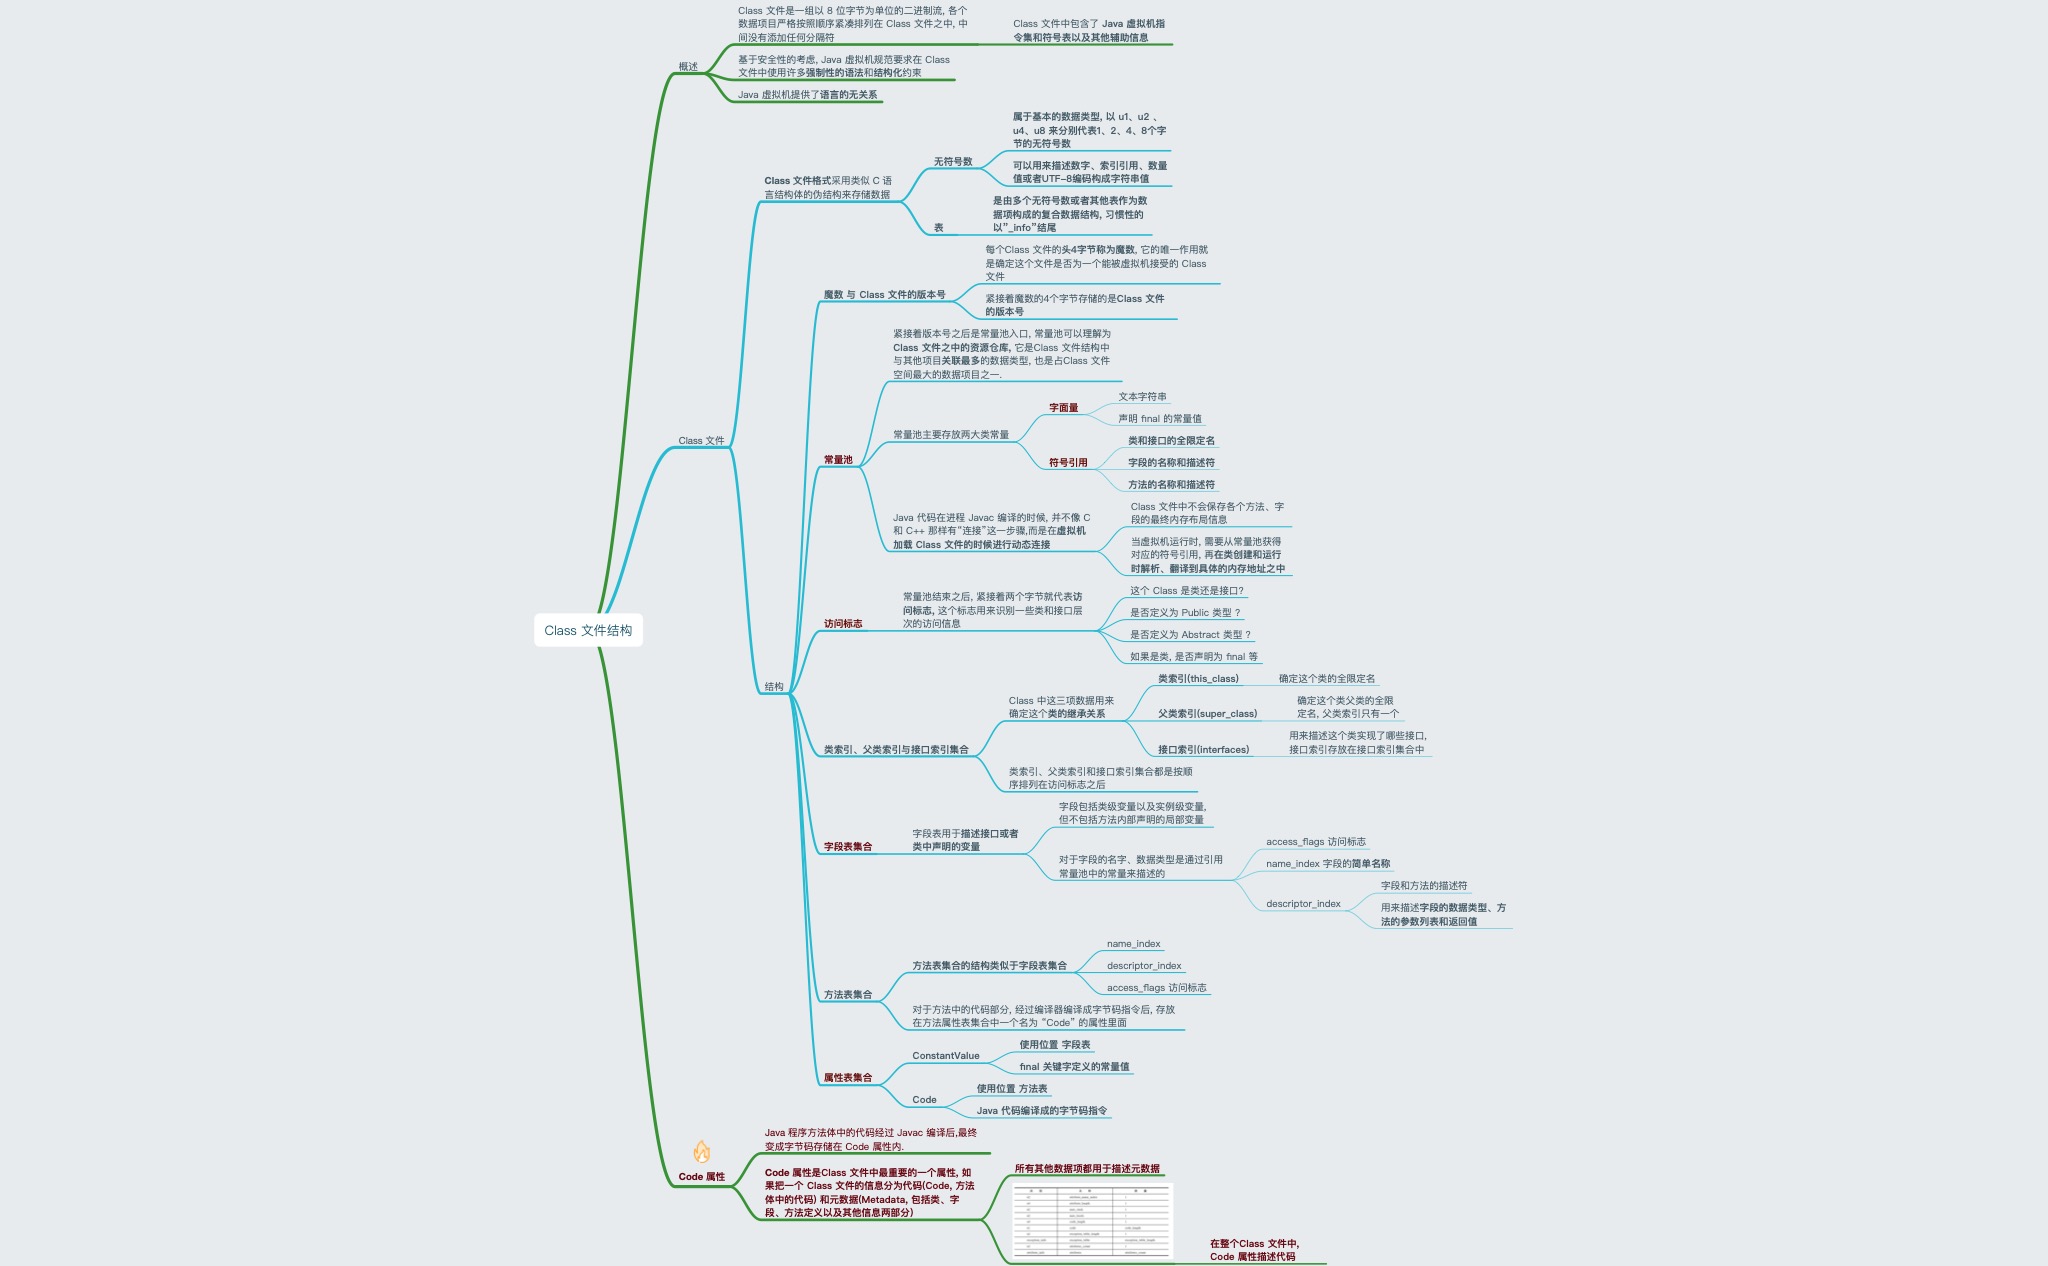 Class 文件结构
概述
Class 文件是一组以 8 位字节为单位的二进制流, 各个
数据项目严格按照顺序紧凑排列在 Class 文件之中, 中
间没有添加任何分隔符
Class 文件中包含了 Java 虚拟机指
令集和符号表以及其他辅助信息
基于安全性的考虑, Java 虚拟机规范要求在 Class
文件中使用许多强制性的语法和结构化约束
Java 虚拟机提供了语言的无关系
Class 文件
Class 文件格式采用类似 C 语
言结构体的伪结构来存储数据
无符号数
属于基本的数据类型, 以 u1、u2 、
u4、u8 来分别代表1、2、4、8个字
节的无符号数
可以用来描述数字、索引引用、数量
值或者UTF-8编码构成字符串值
表
是由多个无符号数或者其他表作为数
据项构成的复合数据结构, 习惯性的
以”_info”结尾
结构
魔数 与 Class 文件的版本号
每个Class 文件的头4字节称为魔数, 它的唯一作用就
是确定这个文件是否为一个能被虚拟机接受的 Class
文件
紧接着魔数的4个字节存储的是Class 文件
的版本号
常量池
紧接着版本号之后是常量池入口, 常量池可以理解为
Class 文件之中的资源仓库, 它是Class 文件结构中
与其他项目关联最多的数据类型, 也是占Class 文件
空间最大的数据项目之一.
常量池主要存放两大类常量
字面量
文本字符串
声明 final 的常量值
符号引用
类和接口的全限定名
字段的名称和描述符
方法的名称和描述符
Java 代码在进程 Javac 编译的时候, 并不像 C
和 C++ 那样有“连接”这一步骤,而是在虚拟机
加载 Class 文件的时候进行动态连接
Class 文件中不会保存各个方法、字
段的最终内存布局信息
当虚拟机运行时, 需要从常量池获得
对应的符号引用, 再在类创建和运行
时解析、翻译到具体的内存地址之中
访问标志
常量池结束之后, 紧接着两个字节就代表访
问标志, 这个标志用来识别一些类和接口层
次的访问信息
这个 Class 是类还是接口?
是否定义为 Public 类型 ?
是否定义为 Abstract 类型 ?
如果是类, 是否声明为 final 等
类索引、父类索引与接口索引集合
Class 中这三项数据用来
确定这个类的继承关系
类索引(this_class)
确定这个类的全限定名
父类索引(super_class)
确定这个类父类的全限
定名, 父类索引只有一个
接口索引(interfaces)
用来描述这个类实现了哪些接口,
接口索引存放在接口索引集合中
类索引、父类索引和接口索引集合都是按顺
序排列在访问标志之后
字段表集合
字段表用于描述接口或者
类中声明的变量
字段包括类级变量以及实例级变量,
但不包括方法内部声明的局部变量
对于字段的名字、数据类型是通过引用
常量池中的常量来描述的
access_flags 访问标志
name_index 字段的简单名称
descriptor_index
字段和方法的描述符
用来描述字段的数据类型、方
法的参数列表和返回值
方法表集合
方法表集合的结构类似于字段表集合
name_index
descriptor_index
access_flags 访问标志
对于方法中的代码部分, 经过编译器编译成字节码指令后, 存放
在方法属性表集合中一个名为 “Code” 的属性里面
属性表集合
ConstantValue
使用位置 字段表
final 关键字定义的常量值
Code
使用位置 方法表
Java 代码编译成的字节码指令
Code 属性
Java 程序方法体中的代码经过 Javac 编译后,最终
变成字节码存储在 Code 属性内.
Code 属性是Class 文件中最重要的一个属性, 如
果把一个 Class 文件的信息分为代码(Code, 方法
体中的代码) 和元数据(Metadata, 包括类、字
段、方法定义以及其他信息两部分)
所有其他数据项都用于描述元数据
在整个Class 文件中,
Code 属性描述代码